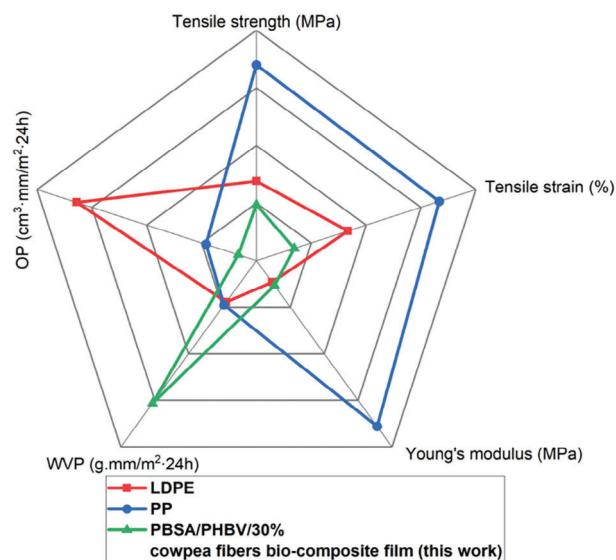 Tensile strength (MPa)
OP (cm³·mm/m²·24h)
Tensile strain (%)
WVP (g.mm/m²·24h)
Young's modulus (MPa)
LDPE
PP
PBSA/PHBV/30%
cowpea fibers bio-composite film (this work)